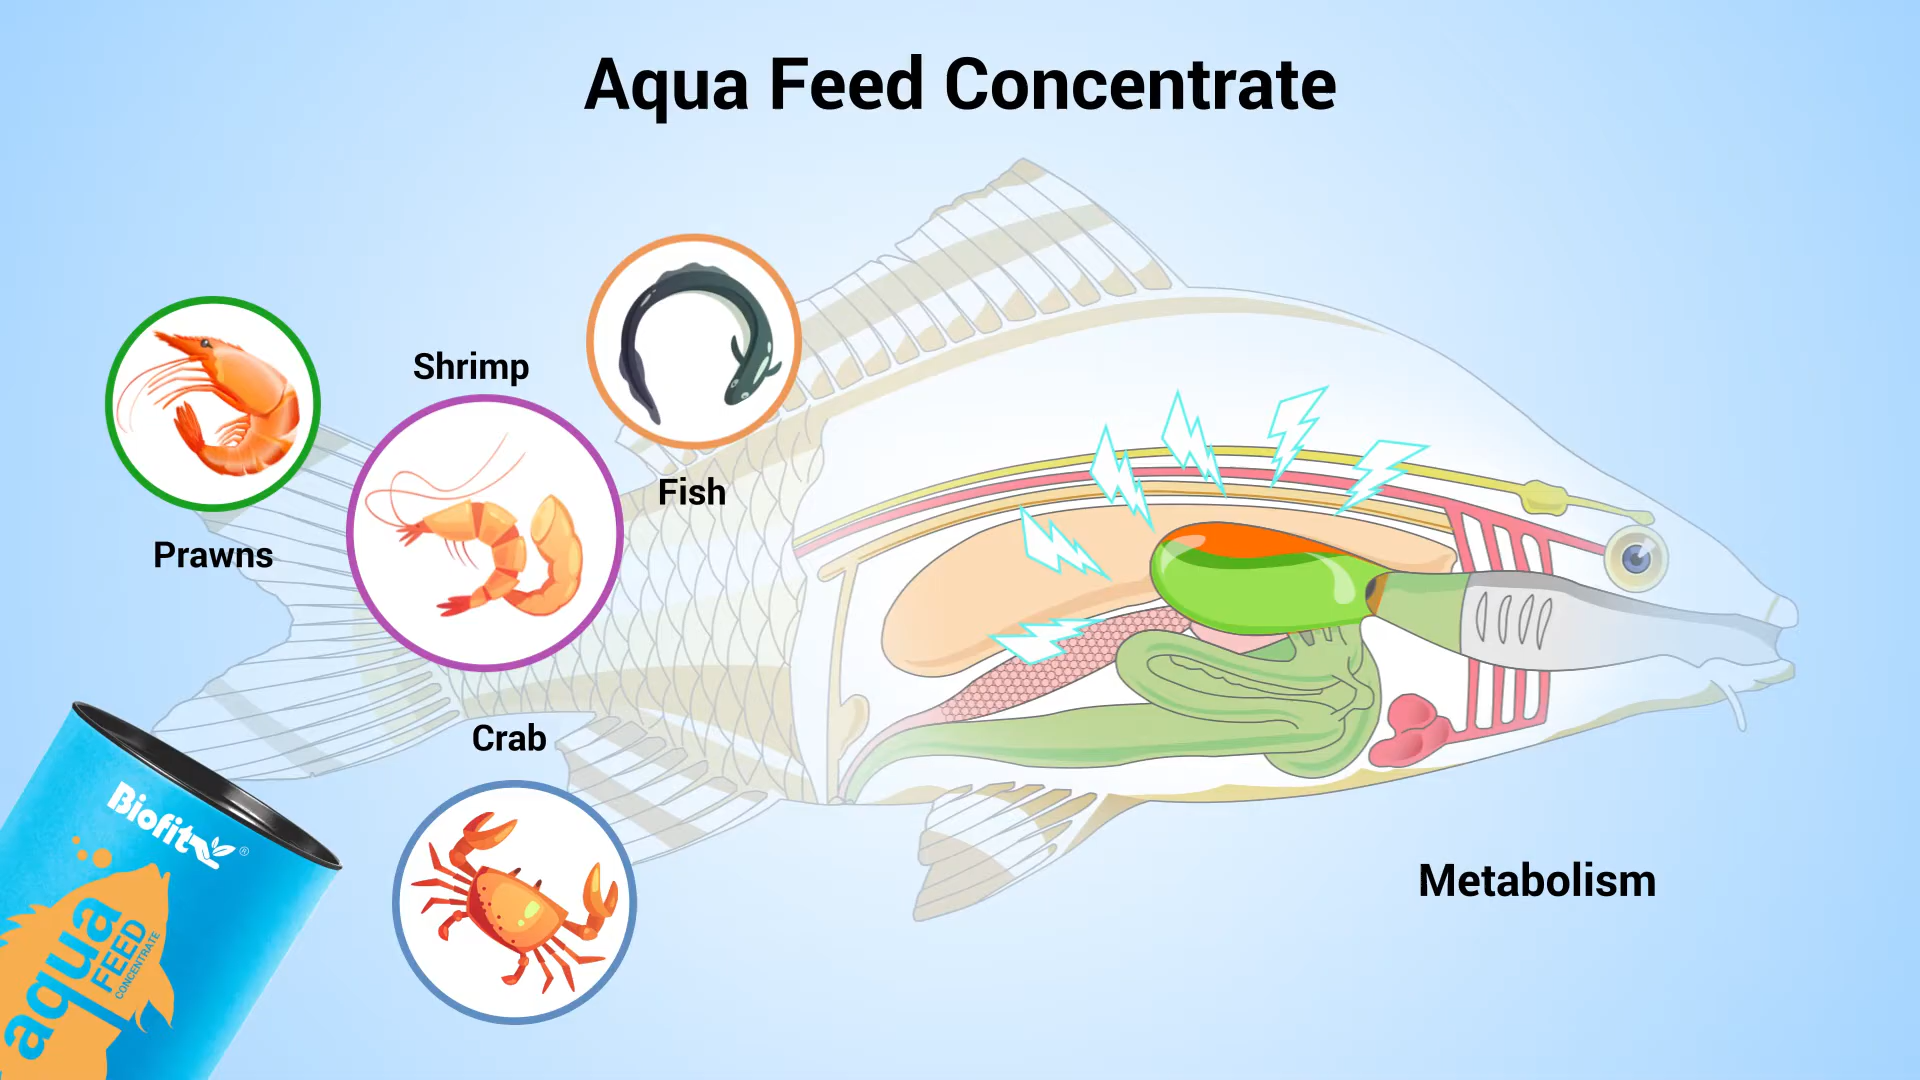 Aqua Feed Concentrate
Shrimp
Fish
Prawns
Crab
Metabolism
Biofit ®
aqua
FEED
CONCENTRATE